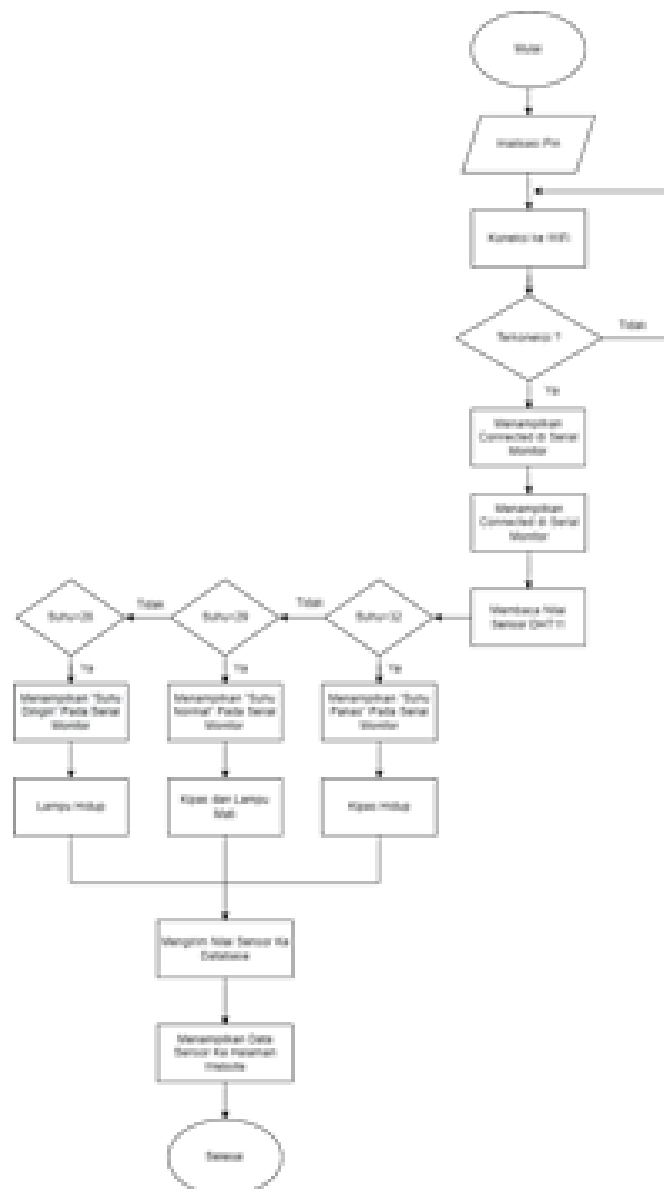 Mulai
Inisiasi Pin
Koneksi ke WiFi
Terkoneksi ?
Tidak
Ya
Menampilkan
Connected di Serial
Monitor
Menampilkan
Connected di Serial
Monitor
Membaca Nilai
Sensor DHT11
Tidak
Tidak
Ya
Ya
Ya
Menampilkan "Suhu
Panas" Pada Serial
Monitor
Menampilkan "Suhu
Normal" Pada Serial
Monitor
Menampilkan "Suhu
Dingin" Pada Serial
Monitor
Kipas Hidup
Kipas dan Lampu
Mati
Lampu Hidup
Mengirim Nilai Sensor Ke
Database
Menampilkan Data
Sensor Ke Halaman
Website
Selesai